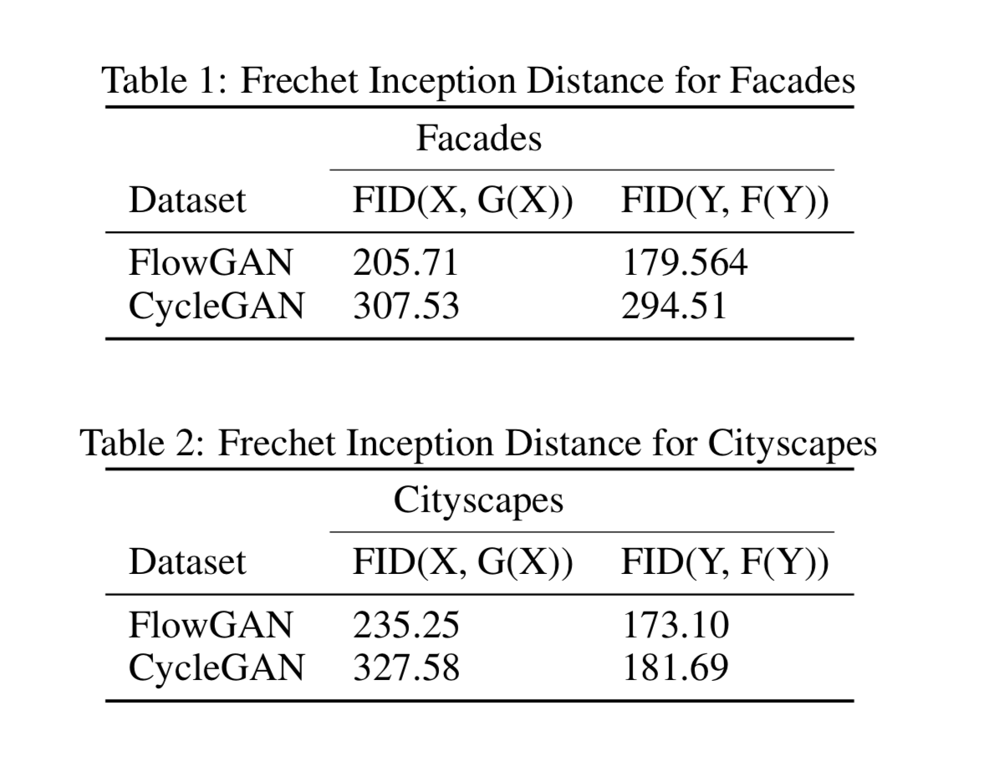 Table 1: Frechet Inception Distance for Facades
Facades
Dataset FID(X, G(X)) FID(Y, F(Y))
FlowGAN 205.71 179.564
CycleGAN 307.53 294.51
Table 2: Frechet Inception Distance for Cityscapes
Cityscapes
Dataset FID(X, G(X)) FID(Y, F(Y))
FlowGAN 235.25 173.10
CycleGAN 327.58 181.69